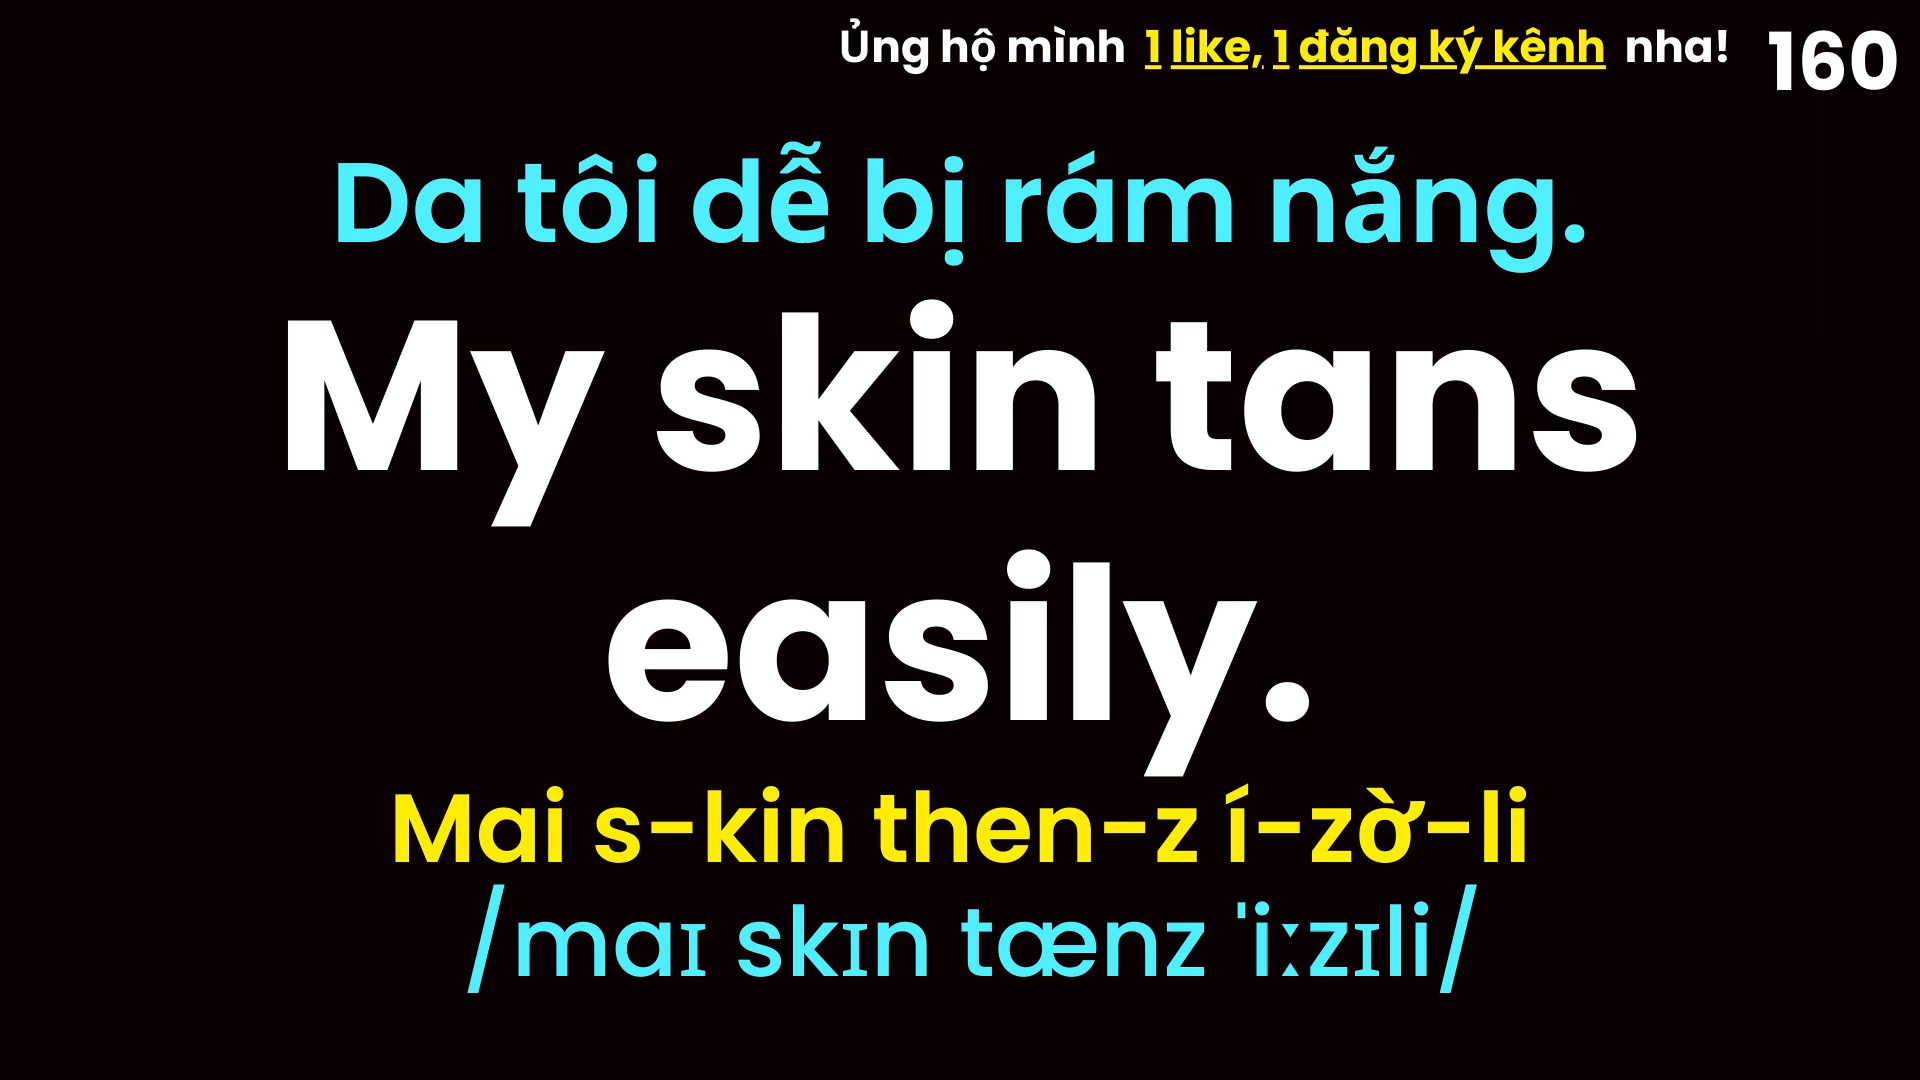 Ủng hộ mình 1 like, 1 đăng ký kênh nha! 160
Da tôi dễ bị rám nắng.
My skin tans
easily.
Mai s-kin then-z í-zờ-li
/maɪ skɪn tænz ˈiːzɪli/